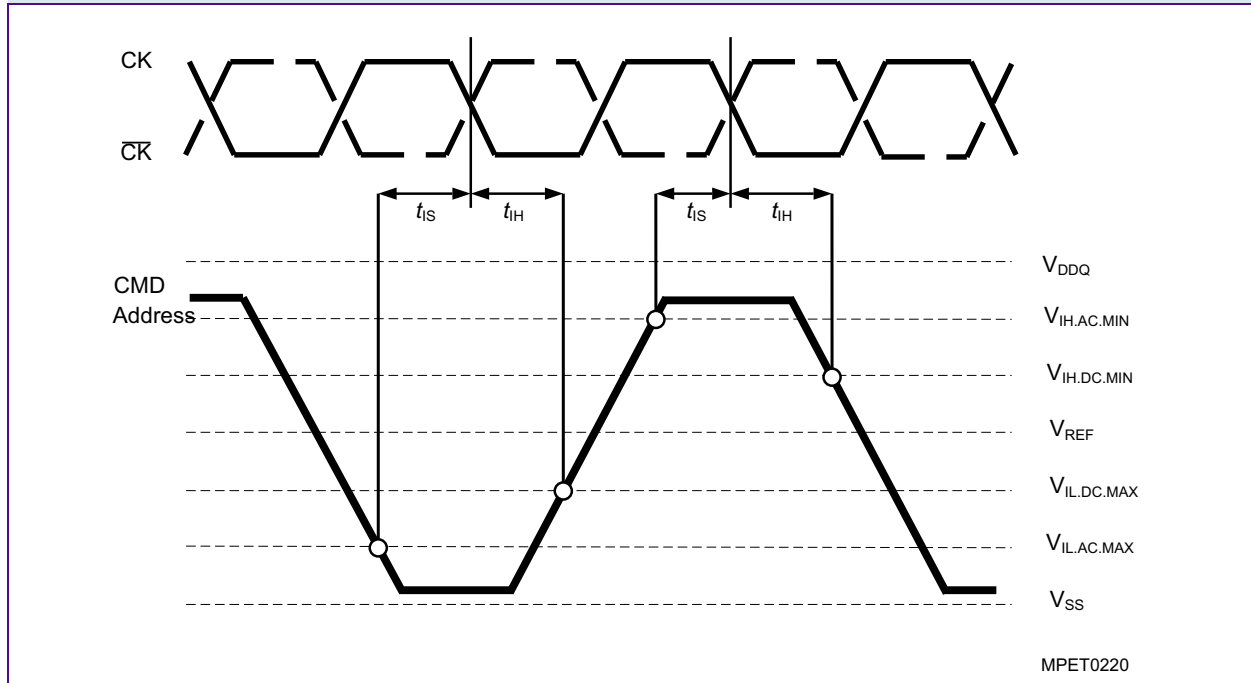 CK
C̅K̅
tIS
tIH
tIS
tIH
VDDQ
CMD
Address
VIH.AC.MIN
VIH.DC.MIN
VREF
VIL.DC.MAX
VIL.AC.MAX
VSS
MPET0220